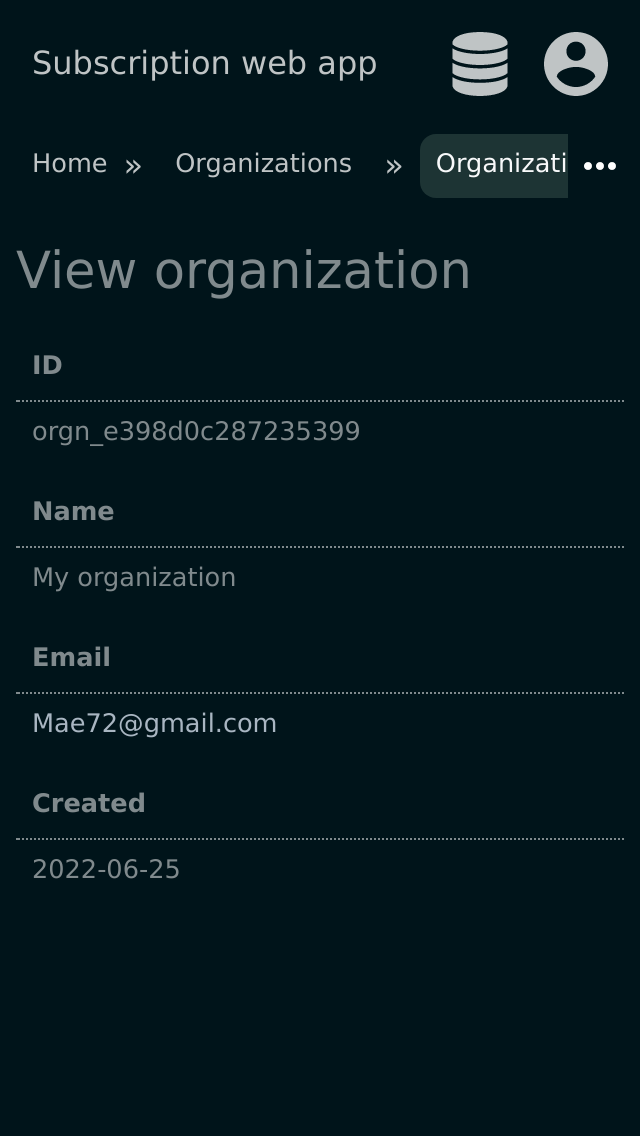 Subscription web app
Home » Organizations » Organizati •••
View organization
ID
orgn_e398d0c287235399
Name
My organization
Email
Mae72@gmail.com
Created
2022-06-25